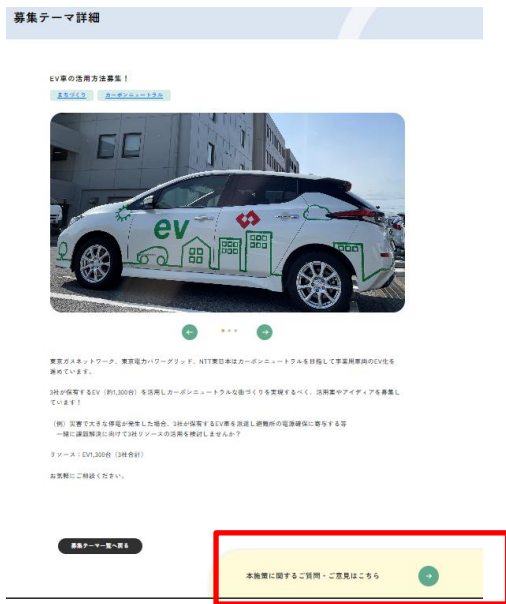 募集テーマ詳細
EV車の活用方法募集！
まちづくり　カーボンニュートラル
ev
東京ガスネットワーク、東京電力パワーグリッド、NTT東日本はカーボンニュートラルを目指して事業用車両のEV化を
進めています。
3社が保有するEV（約1,300台）を活用しカーボンニュートラルな街づくりを実現するべく、活用案やアイディアを募集し
ています！
（例）災害で大きな停電が発生した場合、3社が保有するEV車を派遣し避難所の電源確保に寄与する等
一緒に課題解決に向けて3社リソースの活用を検討しませんか？
リソース：EV1,300台（3社合計）
お気軽にご相談ください。
募集テーマ一覧へ戻る
本施策に関するご質問・ご意見はこちら